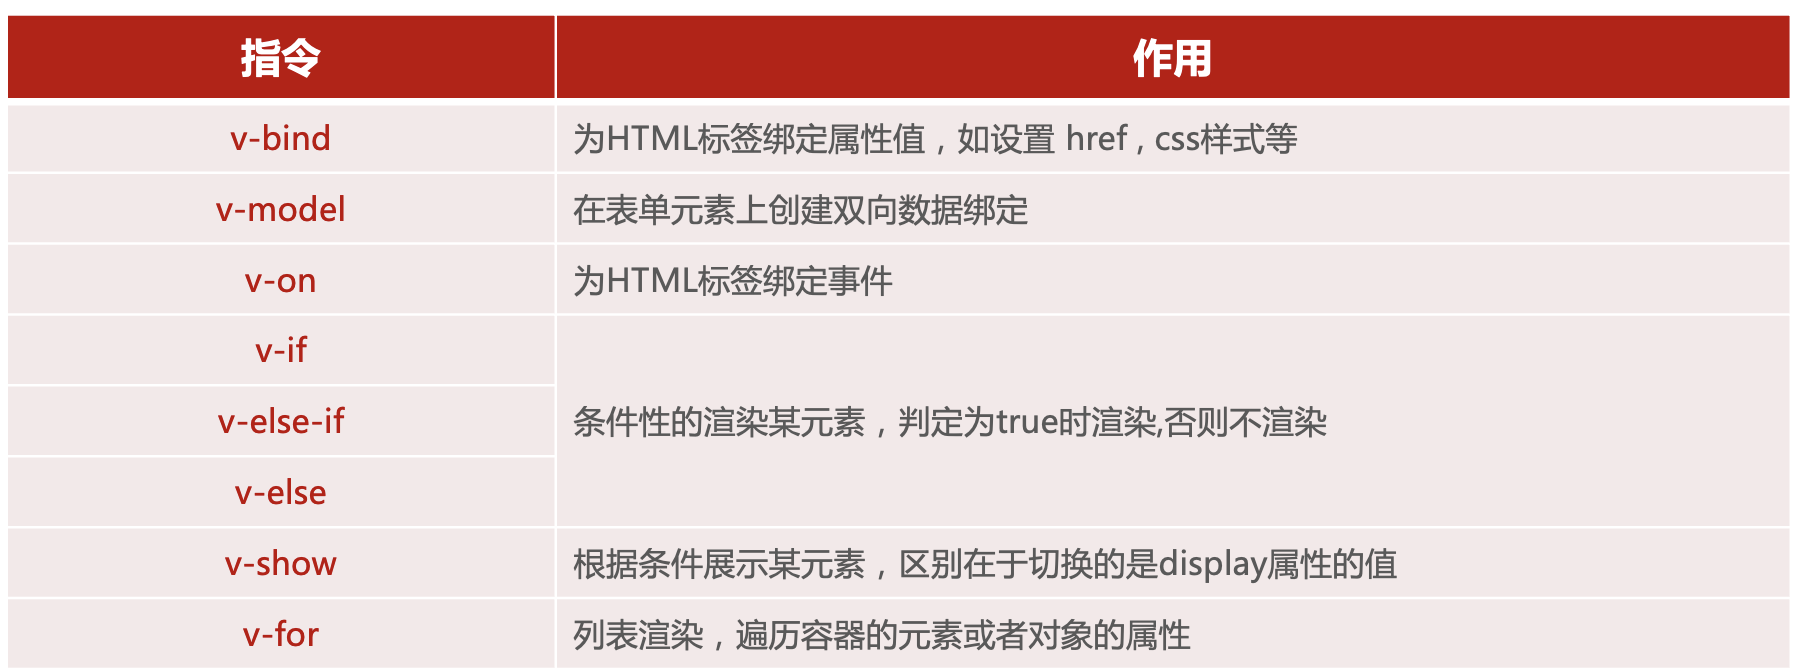 指令 作用
v-bind 为HTML标签绑定属性值，如设置 href , css样式等
v-model 在表单元素上创建双向数据绑定
v-on 为HTML标签绑定事件
v-if
v-else-if 条件性的渲染某元素，判定为true时渲染,否则不渲染
v-else
v-show 根据条件展示某元素，区别在于切换的是display属性的值
v-for 列表渲染，遍历容器的元素或者对象的属性